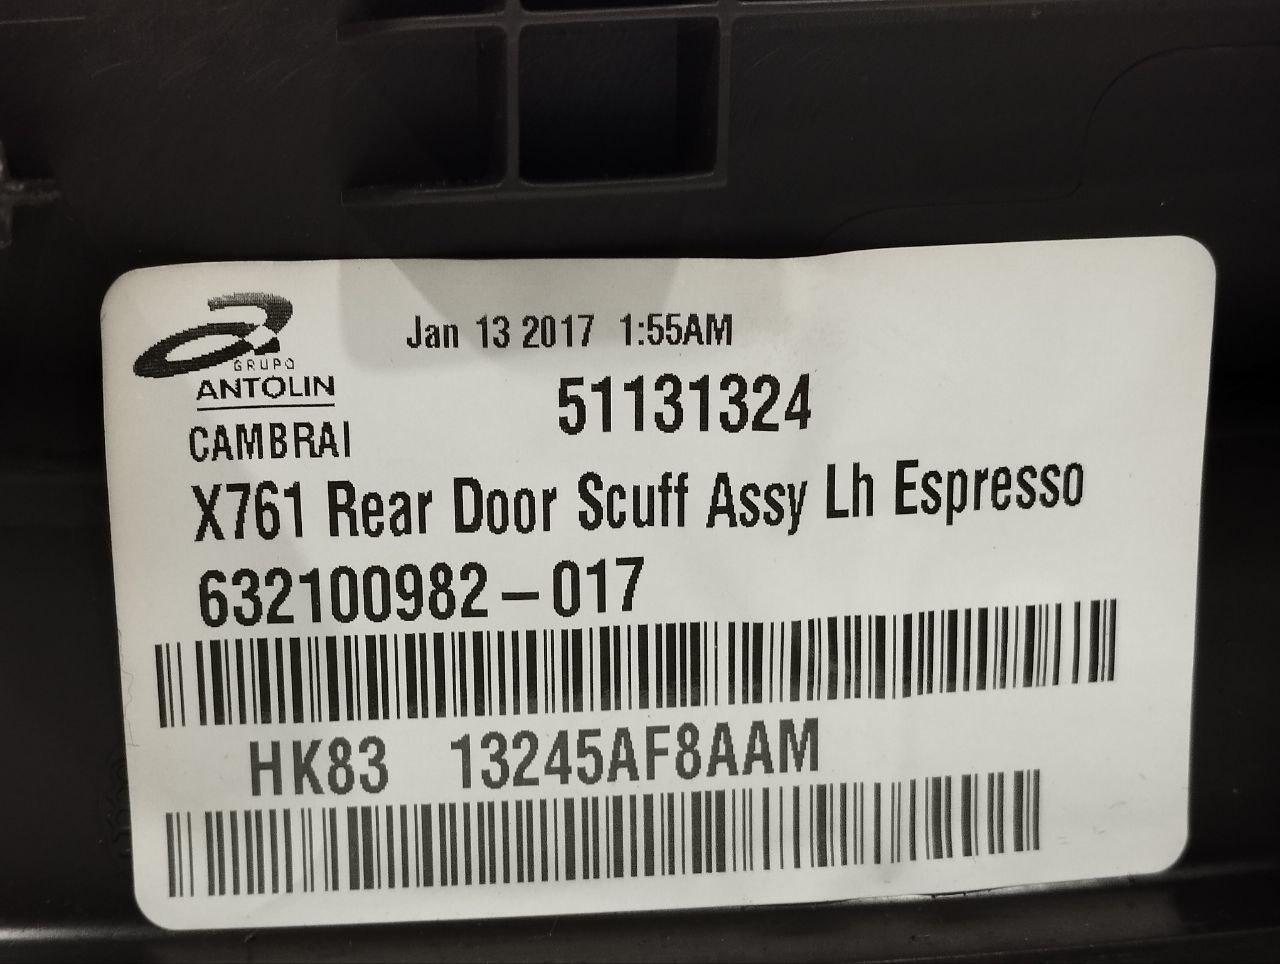 Jan 13 2017 1:55AM
GRUPO
ANTOLIN
51131324
CAMBRAI
X761 Rear Door Scuff Assy Lh Espresso
632100982-017
HK83 13245AF8AAM